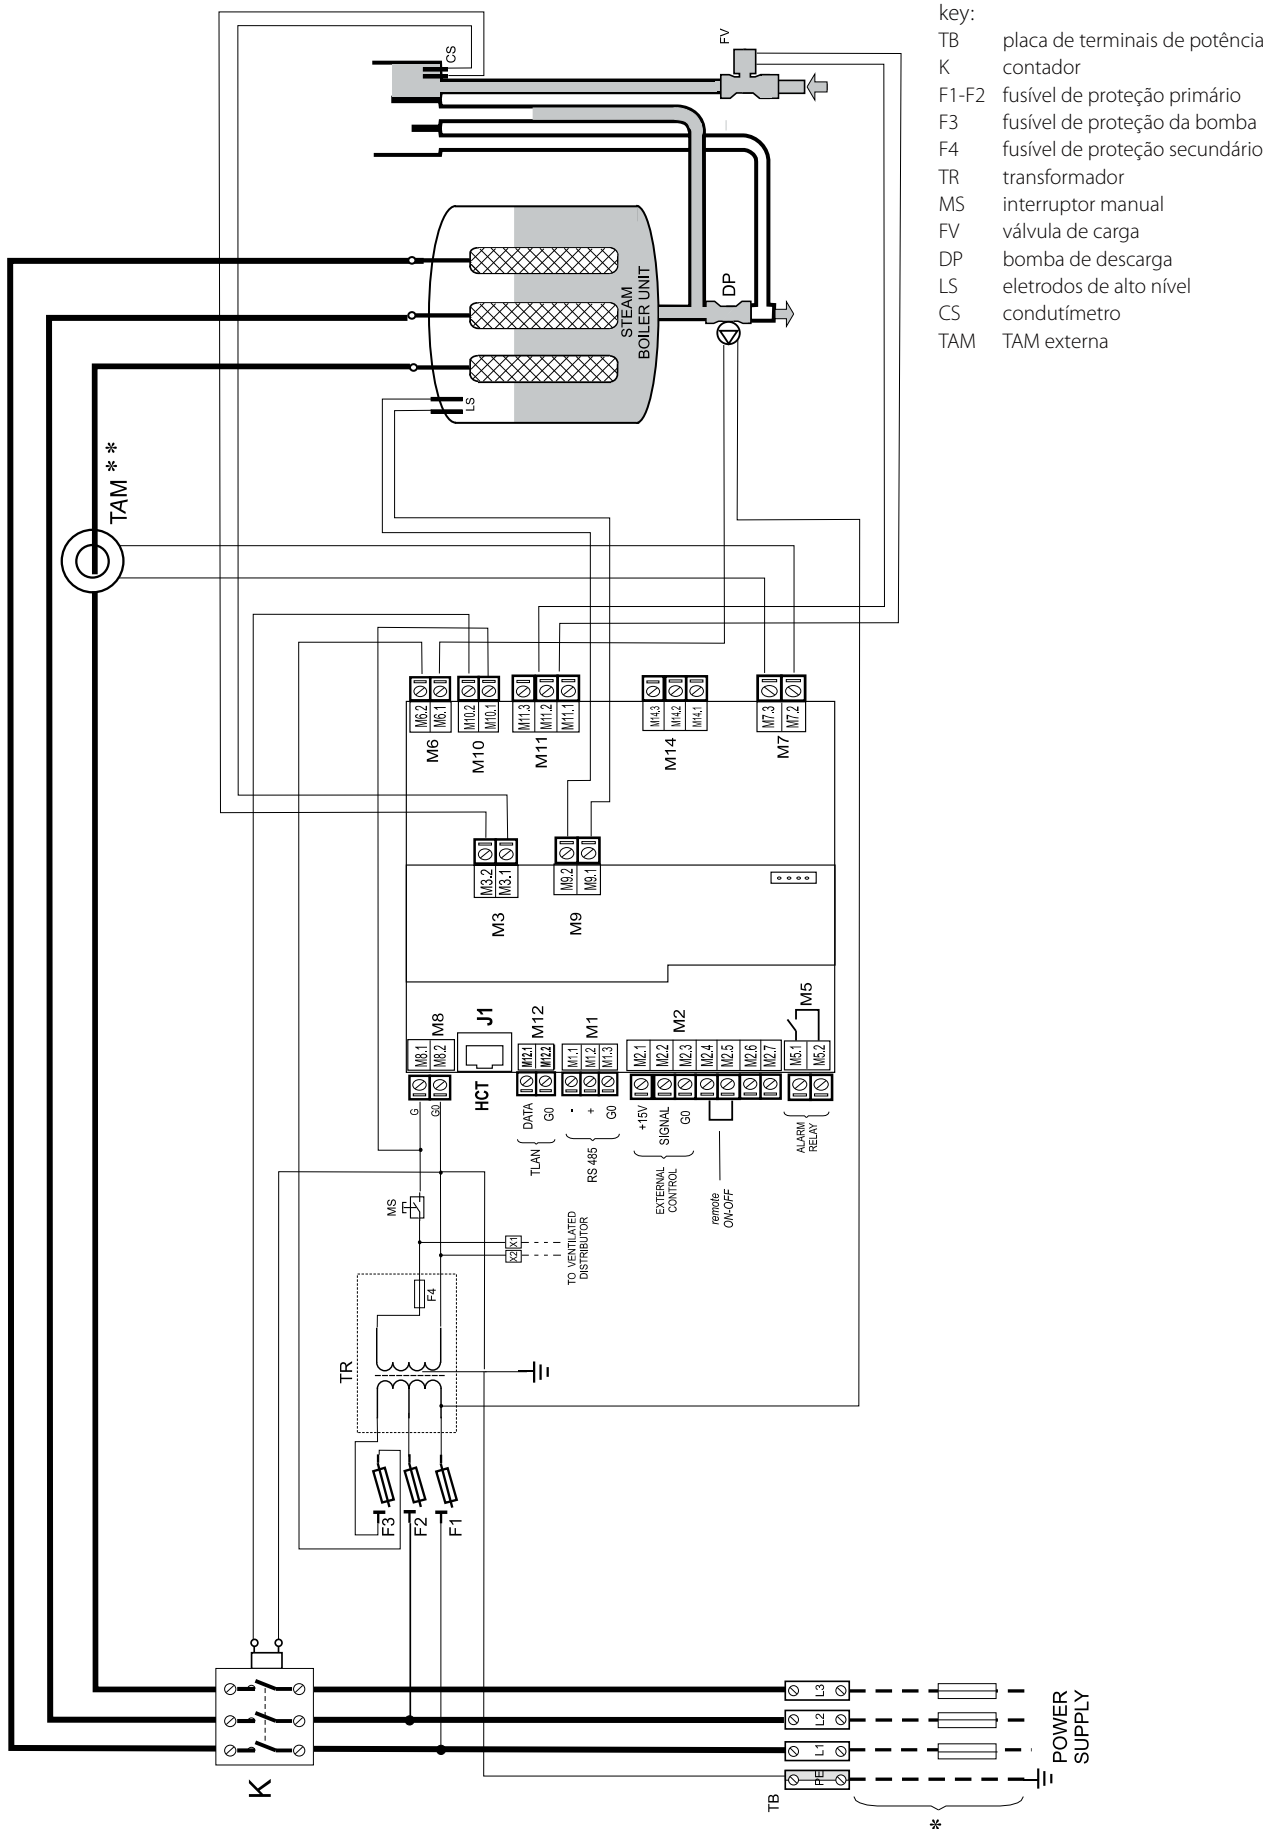 key:
TB placa de terminais de potência
K contador
F1-F2 fusível de proteção primário
F3 fusível de proteção da bomba
F4 fusível de proteção secundário
TR transformador
MS interruptor manual
FV válvula de carga
DP bomba de descarga
LS eletrodos de alto nível
CS condutímetro
TAM TAM externa
CS
FV
STEAM
BOILER UNIT
DP
LS
TAM * *
M6.2
M6.1
M10.2
M10.1
M11.3
M11.2
M11.1
M14.3
M14.2
M14.1
M7.3
M7.2
M6
M10
M11
M14
M7
M3.2
M3.1
M9.2
M9.1
M3
M9
M8
J1
M12
M1
M2
M5
M8.1
M8.2
M12.1
M12.2
M1.1
M1.2
M1.3
M2.1
M2.2
M2.3
M2.4
M2.5
M2.6
M2.7
M5.1
M5.2
G
G0
HCT
DATA
G0
-
+
G0
+15V
SIGNAL
G0
TLAN
RS 485
EXTERNAL
CONTROL
remote
ON-OFF
ALARM
RELAY
MS
X1
X2
TO VENTILATED
DISTRIBUTOR
F4
TR
F3
F2
F1
K
L3
L2
L1
PE
TB
POWER
SUPPLY
*